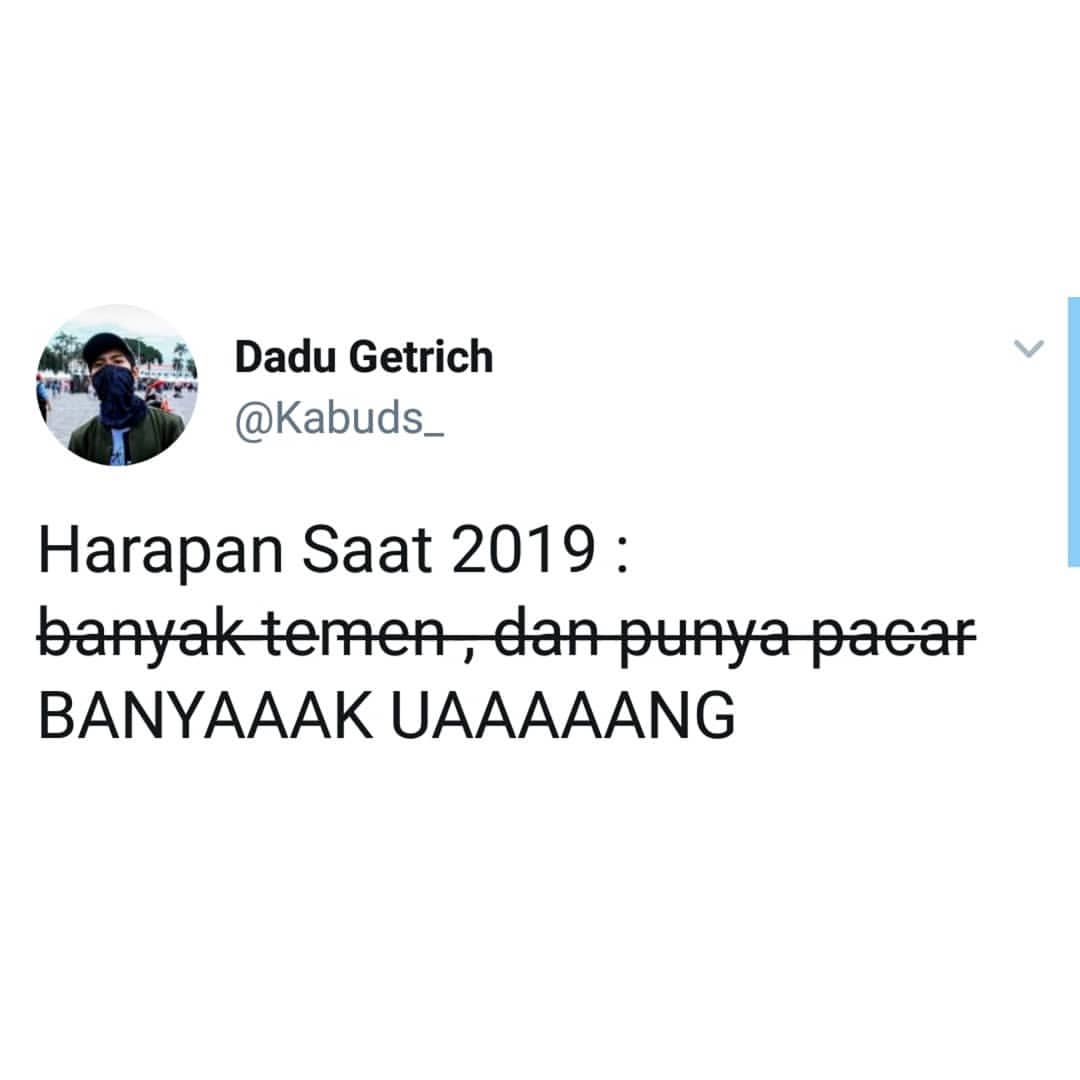 Dadu Getrich
@Kabuds_
Harapan Saat 2019 :
banyak temen , dan punya pacar
BANYAAAK UAAAAANG